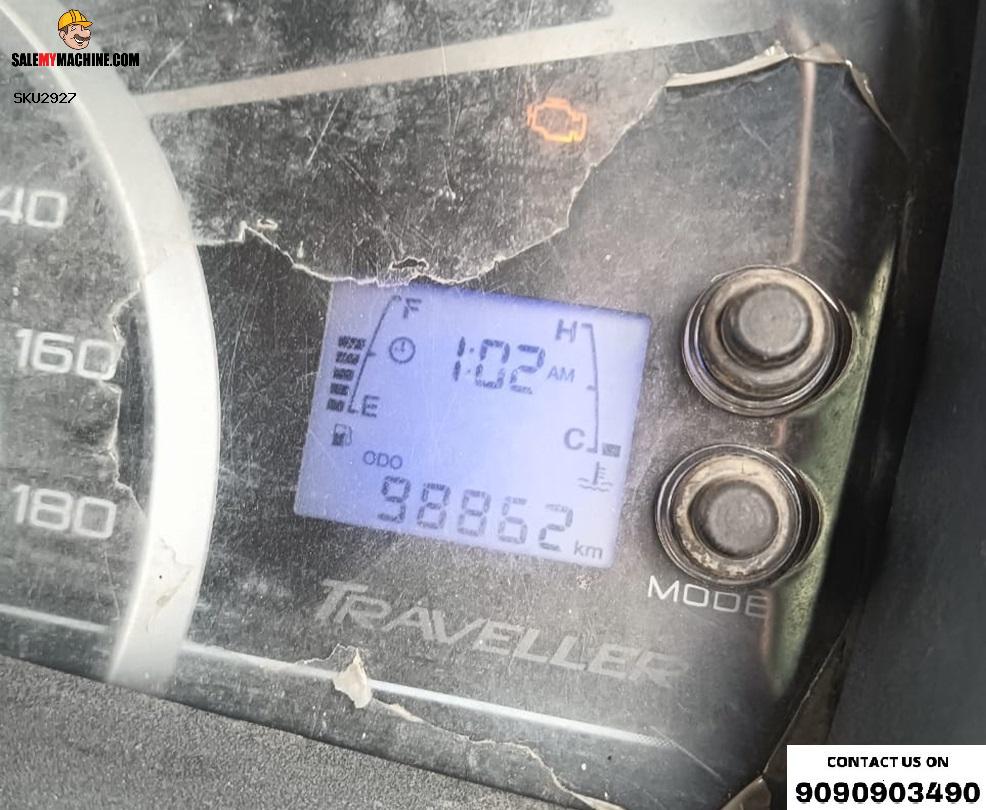 SALEMYMACHINE.COM
SKU2927
40
160
180
F
H
1:02 AM
E
C
ODO
98862 km
TRAVELLER
MODE
CONTACT US ON
9090903490